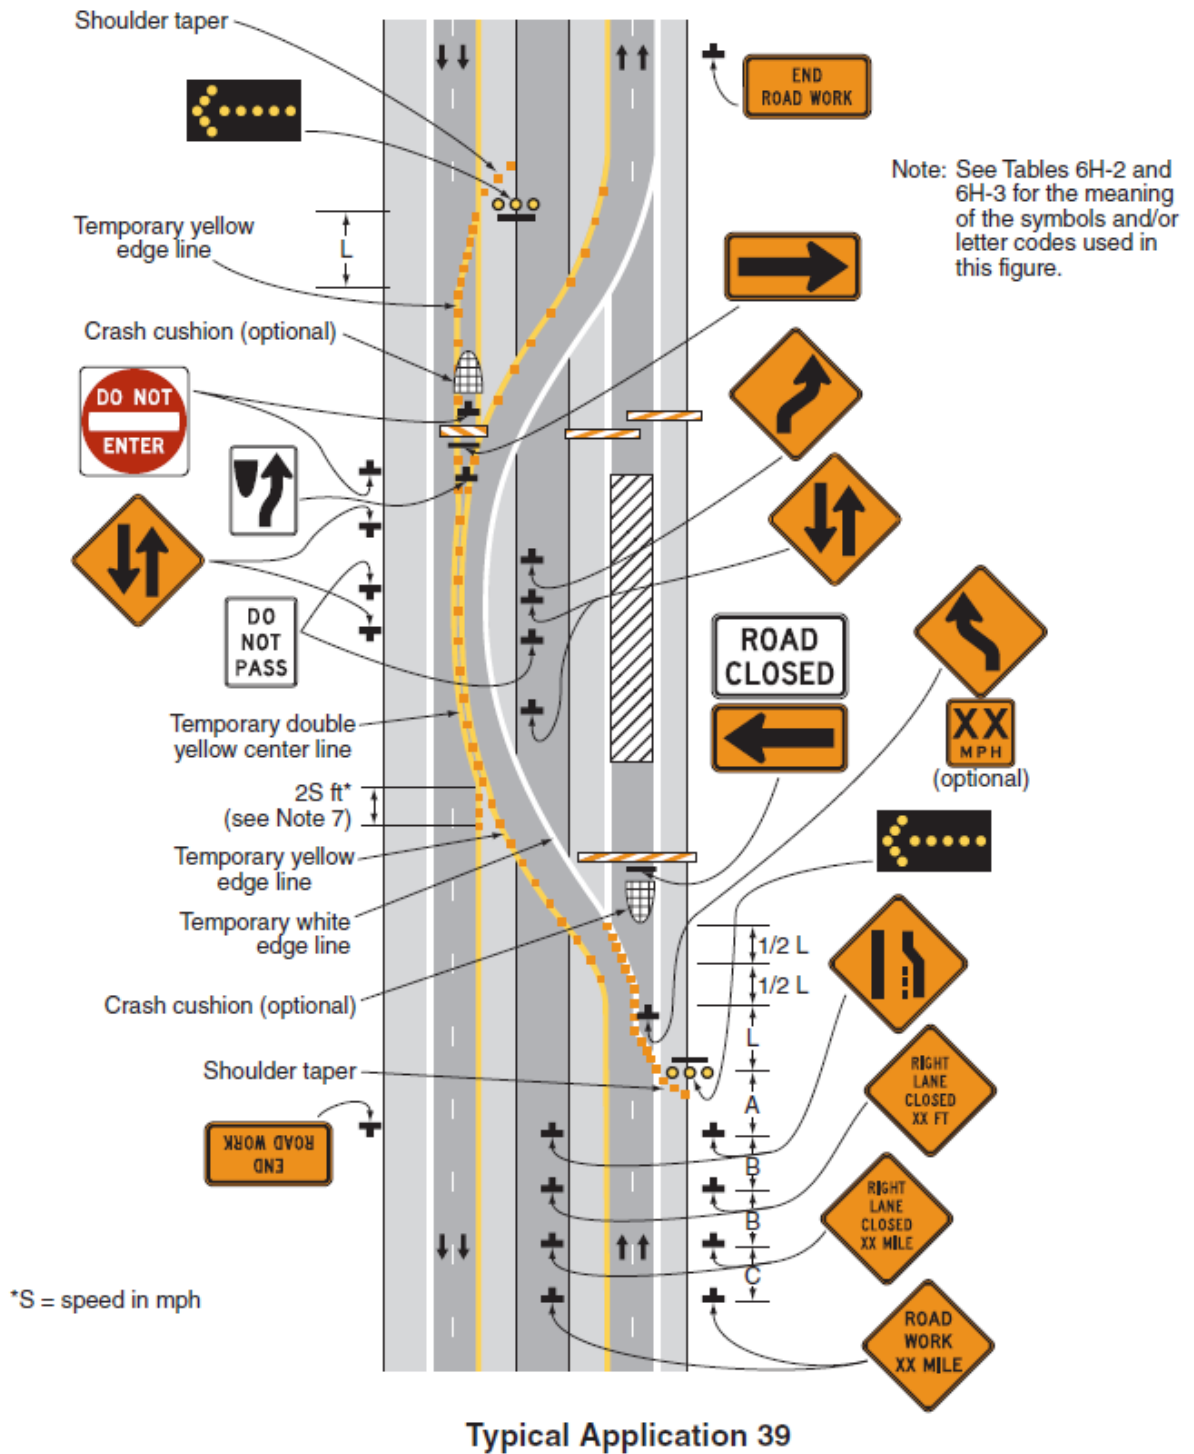 Shoulder taper
END
ROAD WORK
Note: See Tables 6H-2 and
6H-3 for the meaning
of the symbols and/or
letter codes used in
this figure.
Temporary yellow
edge line
L
Crash cushion (optional)
DO NOT
ENTER
DO
NOT
PASS
ROAD
CLOSED
XX
MPH
(optional)
Temporary double
yellow center line
2S ft*
(see Note 7)
Temporary yellow
edge line
Temporary white
edge line
Crash cushion (optional)
1/2 L
1/2 L
L
Shoulder taper
A
RIGHT
LANE
CLOSED
XX FT
END
ROAD WORK
B
B
RIGHT
LANE
CLOSED
XX MILE
C
*S = speed in mph
ROAD
WORK
XX MILE
Typical Application 39